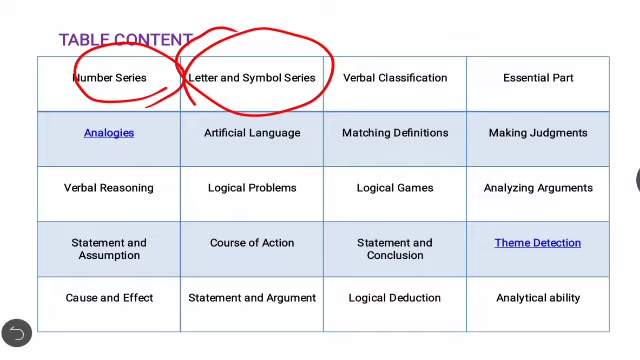 TABLE CONTENT
Number Series
Letter and Symbol Series
Verbal Classification
Essential Part
Analogies
Artificial Language
Matching Definitions
Making Judgments
Verbal Reasoning
Logical Problems
Logical Games
Analyzing Arguments
Statement and
Assumption
Course of Action
Statement and
Conclusion
Theme Detection
Cause and Effect
Statement and Argument
Logical Deduction
Analytical ability